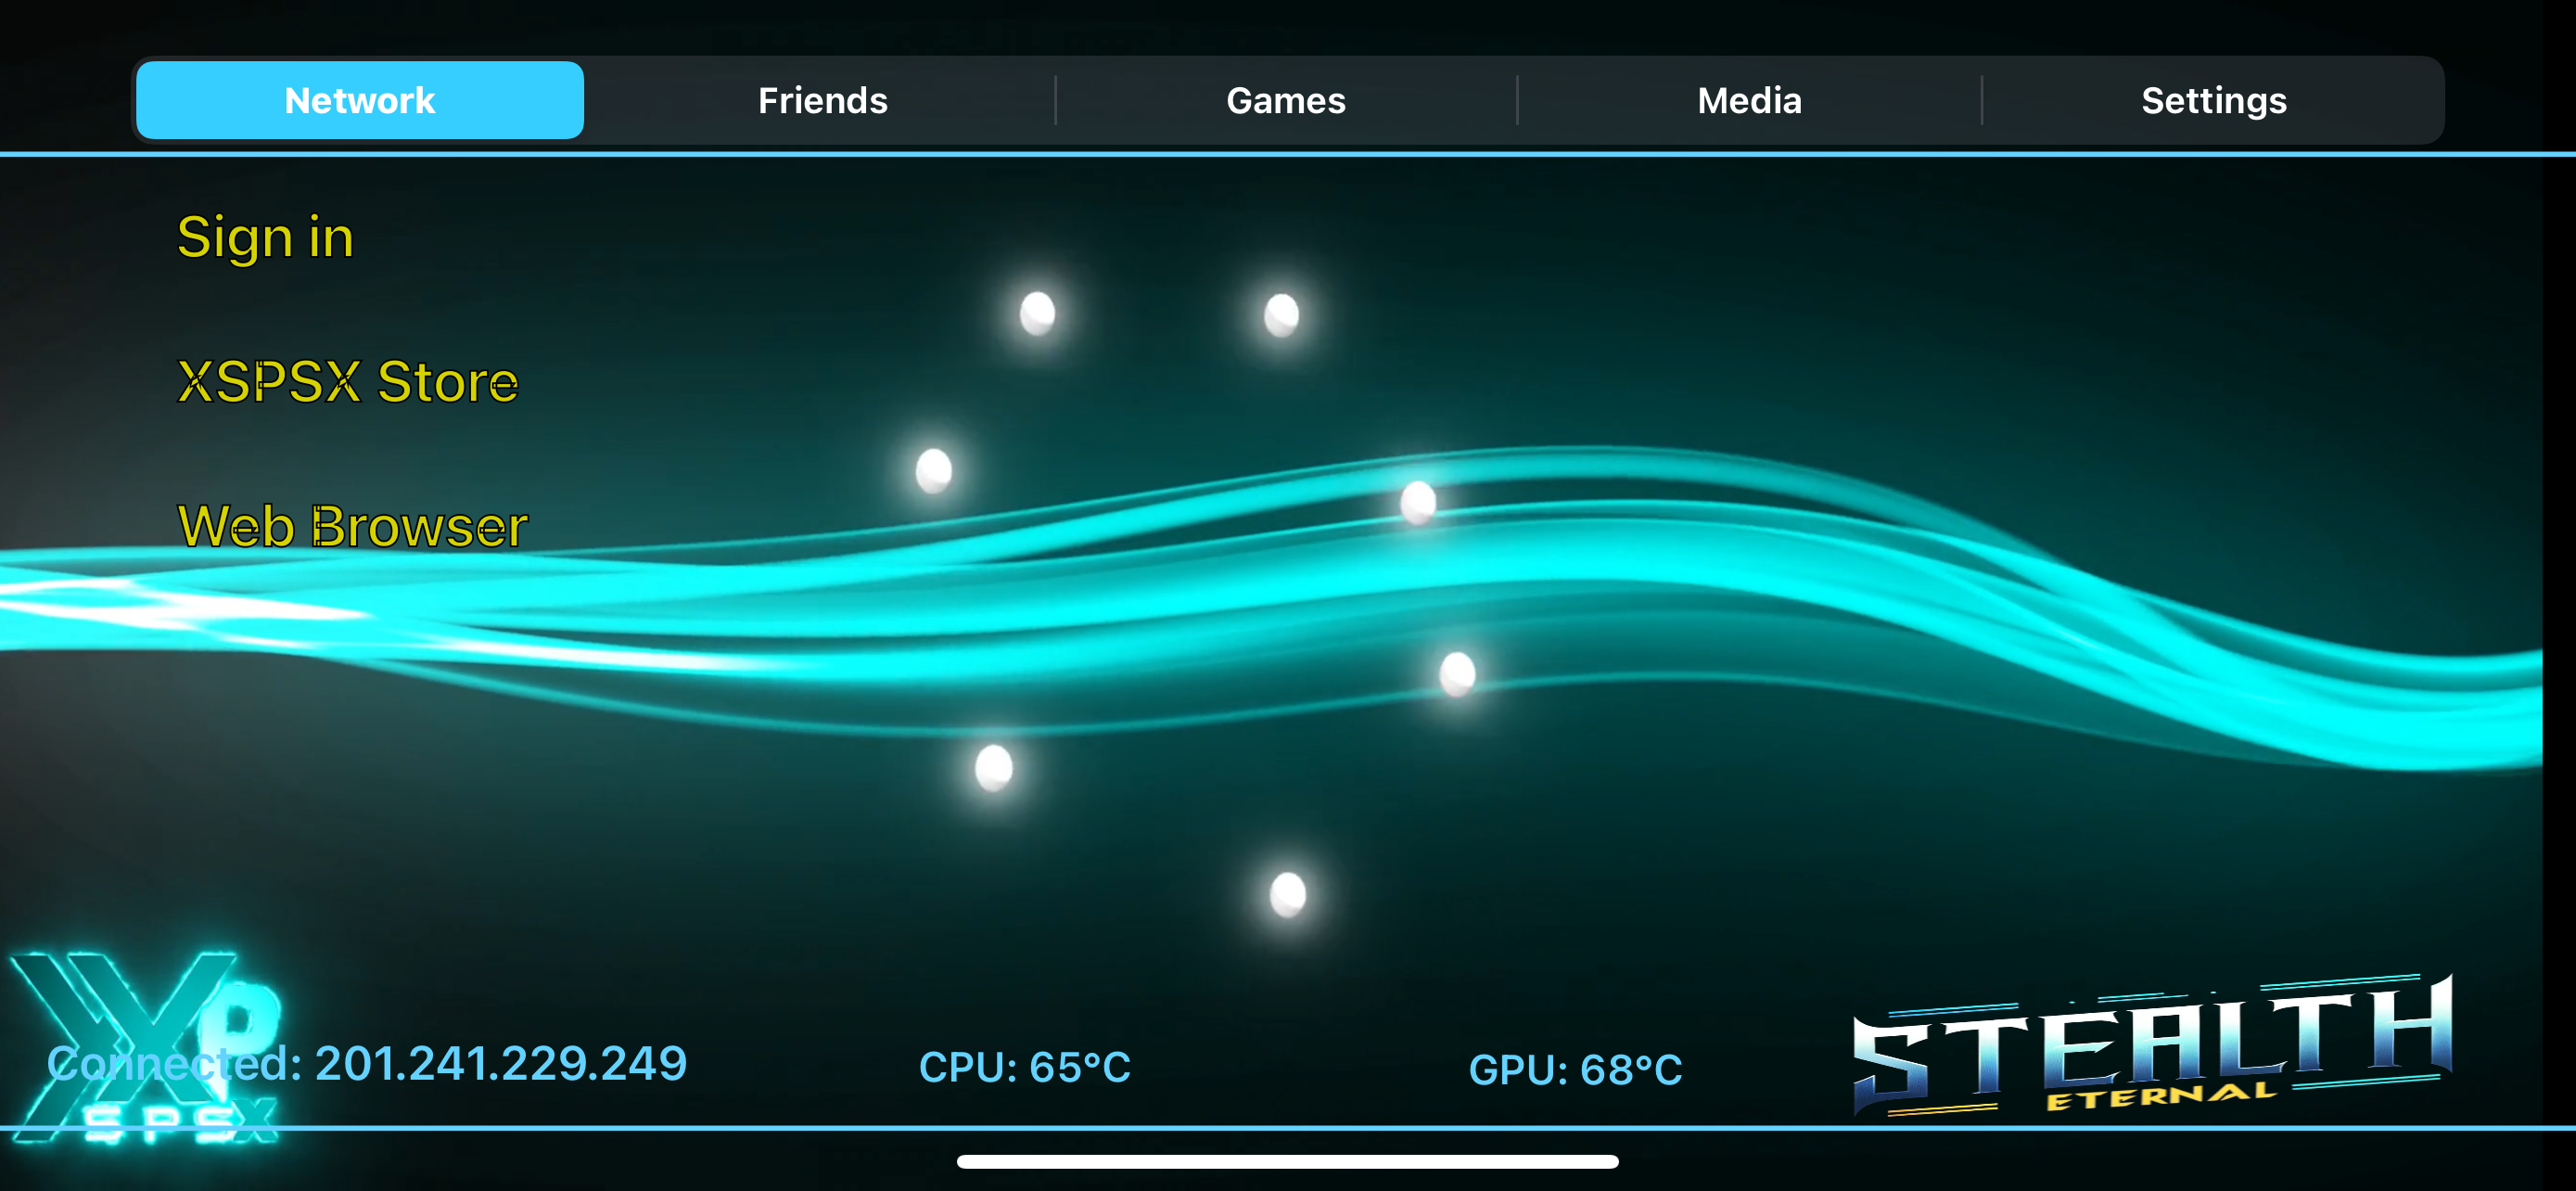 Network
Friends
Games
Media
Settings
Sign in
XSPSX Store
Web Browser
XP
SPSX
Connected: 201.241.229.249
CPU: 65°C
GPU: 68°C
STEALTH
ETERNAL